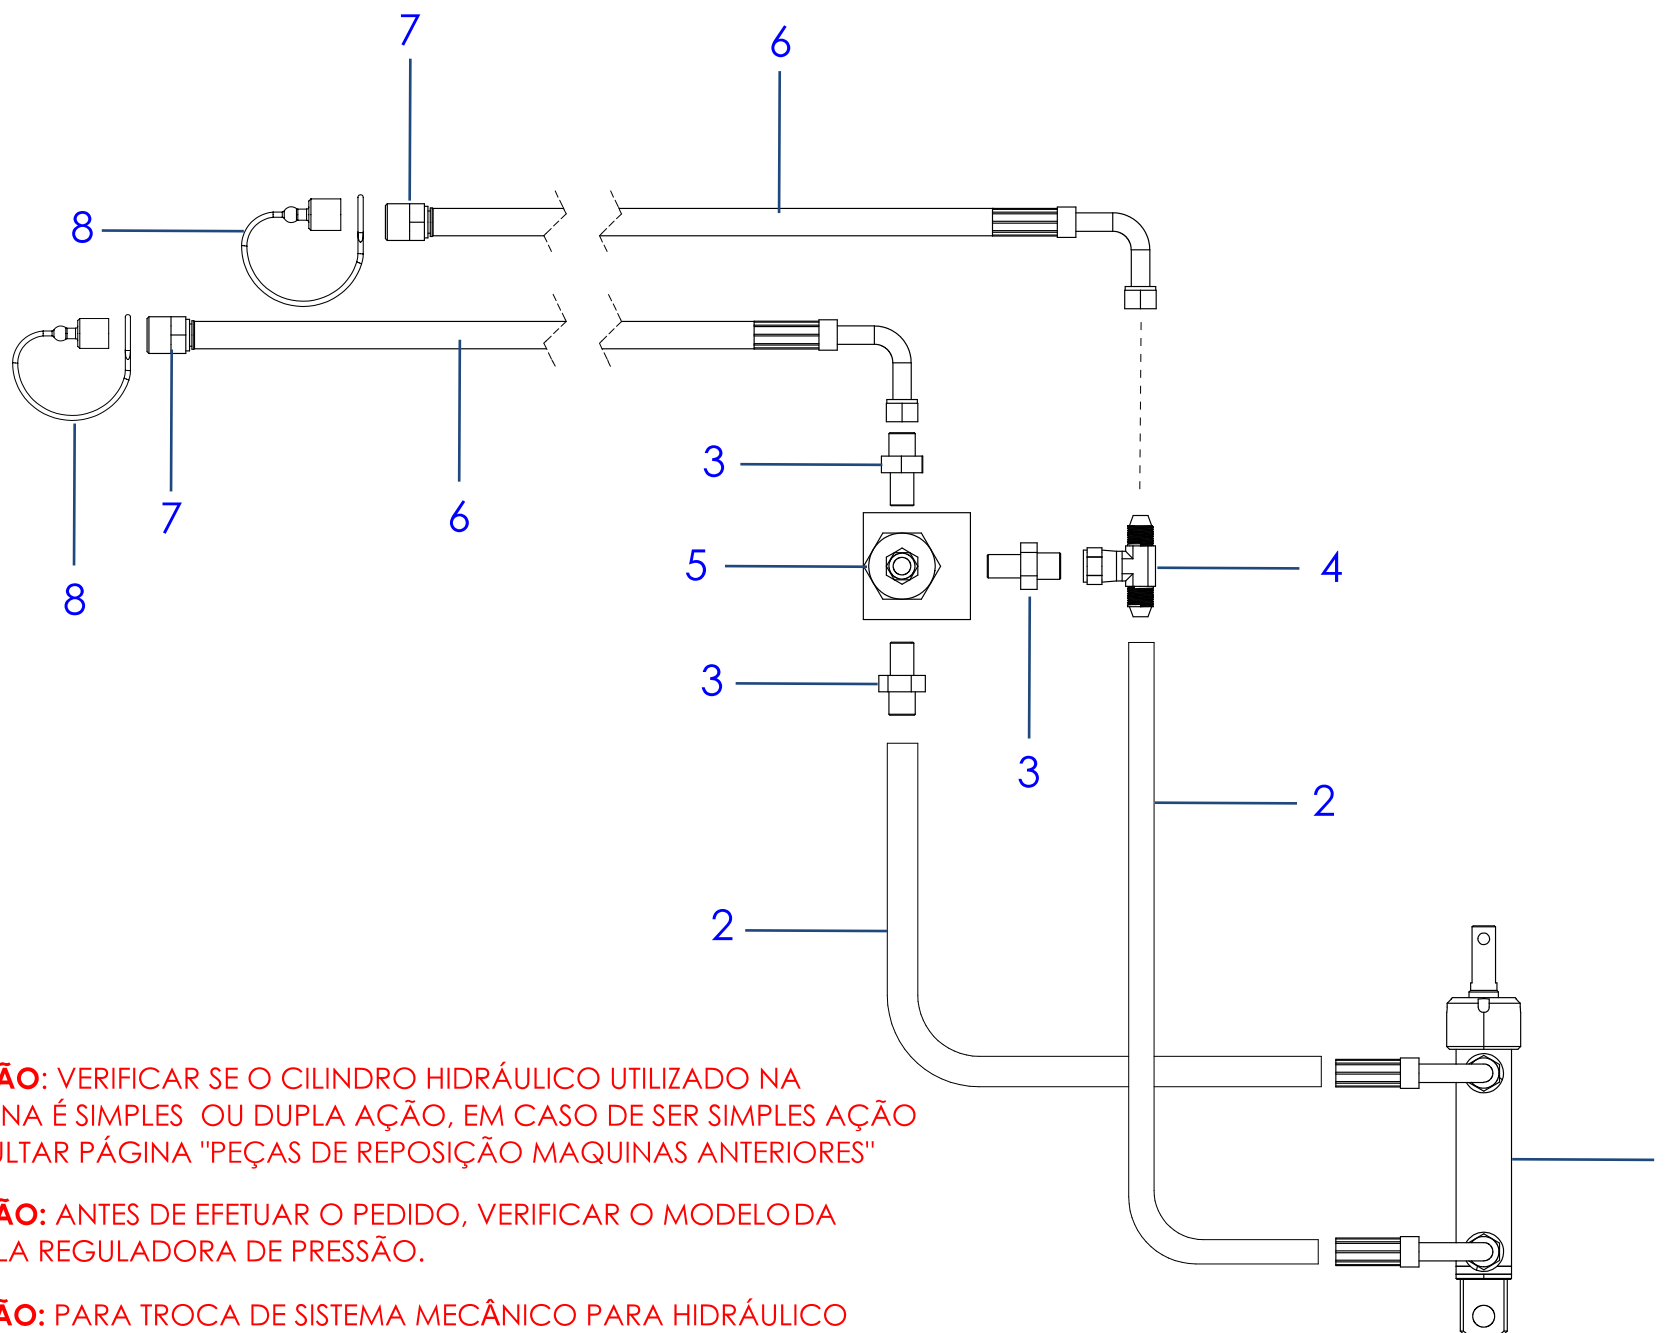 7
6
8
7
6
8
3
5
4
3
3
2
2
ÃO: VERIFICAR SE O CILINDRO HIDRÁULICO UTILIZADO NA
NA É SIMPLES OU DUPLA AÇÃO, EM CASO DE SER SIMPLES AÇÃO
ULTAR PÁGINA "PEÇAS DE REPOSIÇÃO MAQUINAS ANTERIORES"
ÃO: ANTES DE EFETUAR O PEDIDO, VERIFICAR O MODELO DA
LA REGULADORA DE PRESSÃO.
ÃO: PARA TROCA DE SISTEMA MECÂNICO PARA HIDRÁULICO